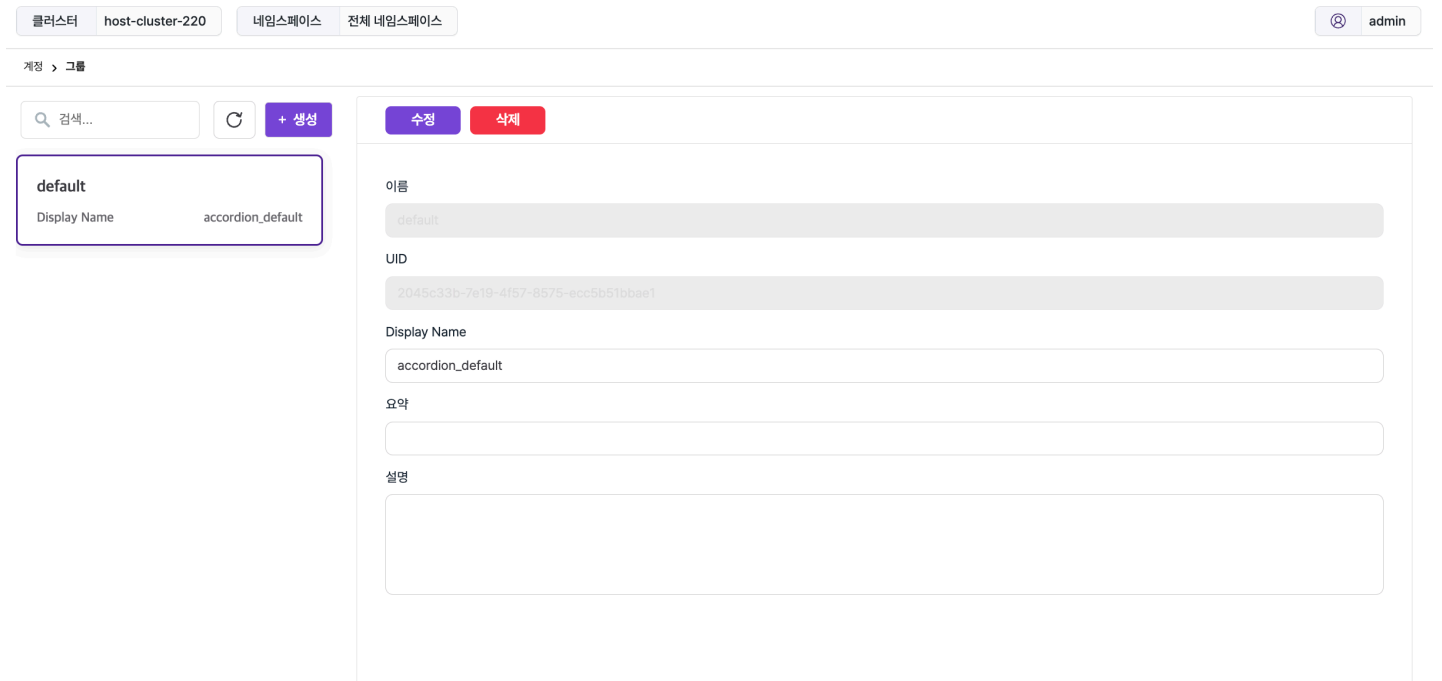 클러스터 host-cluster-220 네임스페이스 전체 네임스페이스 admin
계정 > 그룹
검색... + 생성
수정 삭제
default
Display Name accordion_default
이름
default
UID
2045c33b-7e19-4f57-8575-ecc5b51bbae1
Display Name
accordion_default
요약
설명